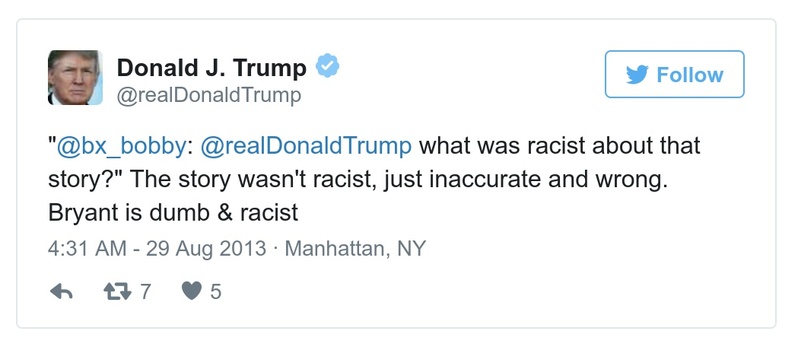 Donald J. Trump
@realDonaldTrump
Follow
"@bx_bobby: @realDonaldTrump what was racist about that
story?" The story wasn't racist, just inaccurate and wrong.
Bryant is dumb & racist
4:31 AM - 29 Aug 2013 · Manhattan, NY
7 5